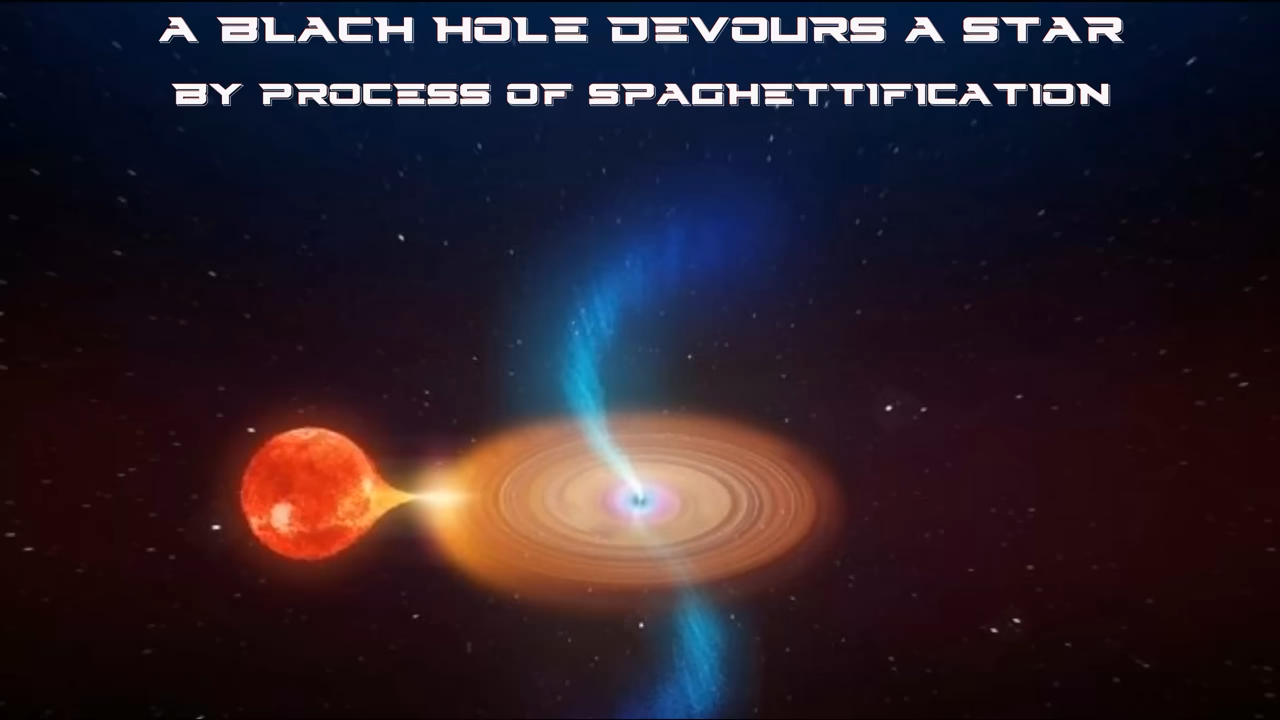 A BLACH HOLE DEVOURS A STAR
BY PROCESS OF SPAGHETTIFICATION